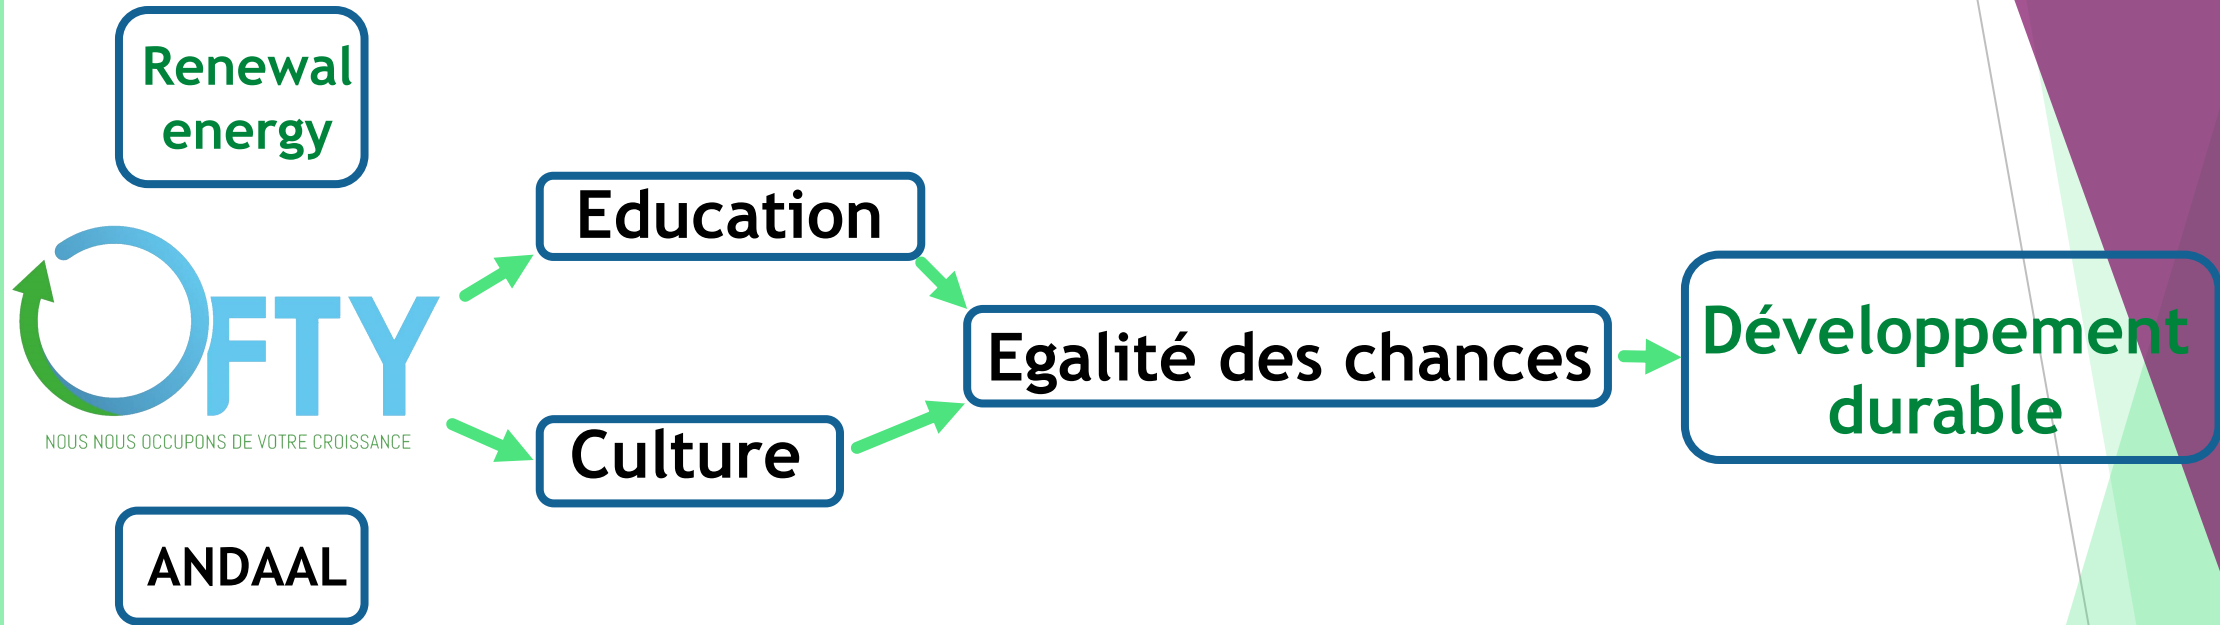 Renewal
energy
OFTY
NOUS NOUS OCCUPONS DE VOTRE CROISSANCE
ANDAAL
Education
Culture
Egalité des chances
Développement
durable